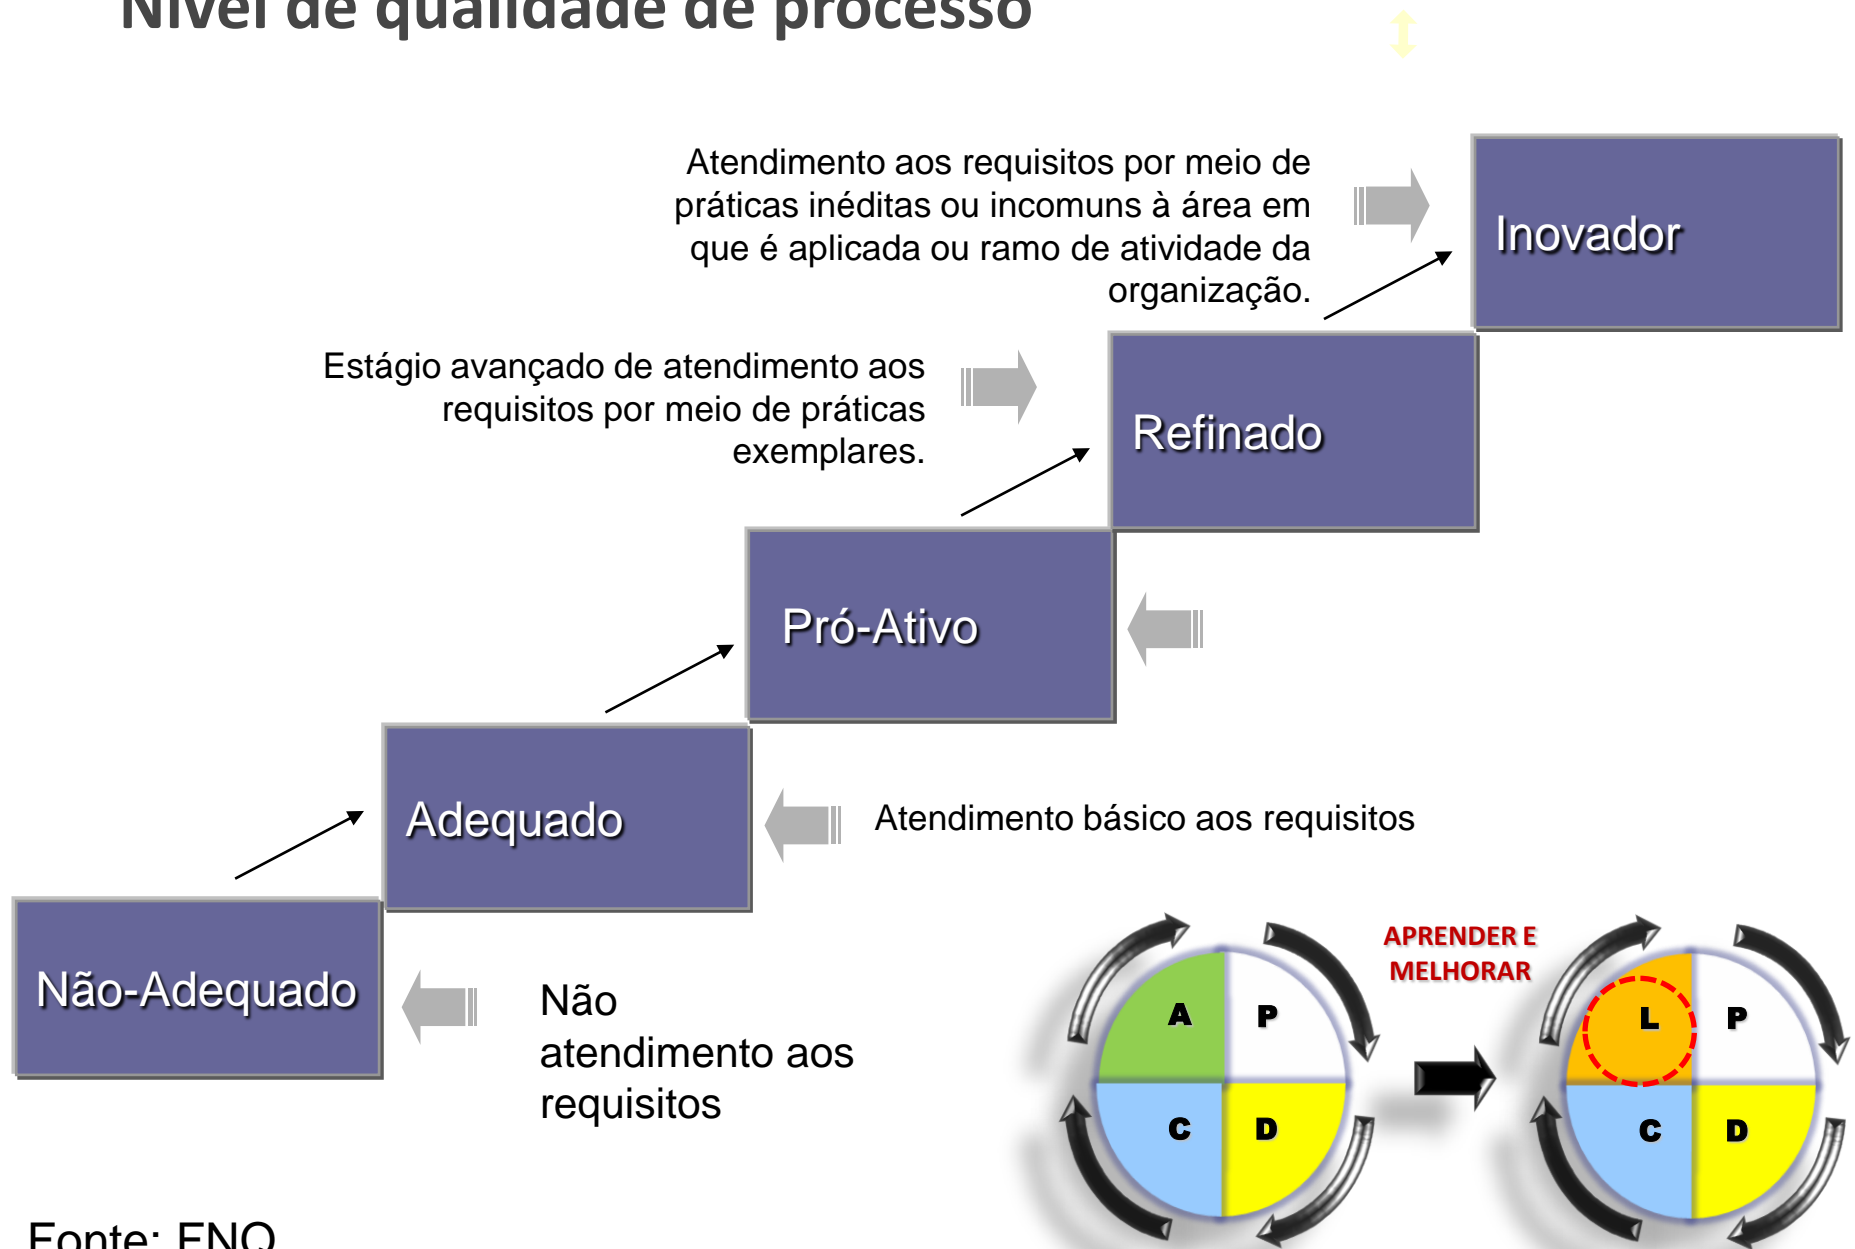 Nível de qualidade de processo
Atendimento aos requisitos por meio de
práticas inéditas ou incomuns à área em
que é aplicada ou ramo de atividade da
organização.
Inovador
Estágio avançado de atendimento aos
requisitos por meio de práticas
exemplares.
Refinado
Pró-Ativo
Adequado
Atendimento básico aos requisitos
Não-Adequado
Não
atendimento aos
requisitos
APRENDER E
MELHORAR
A P
C D
L P
C D
Fonte: FNQ